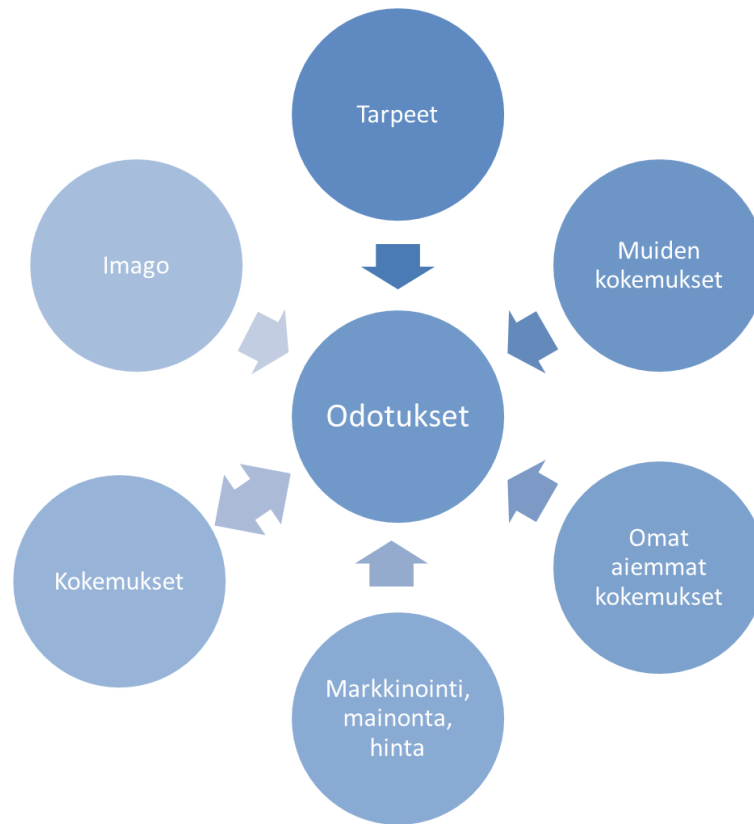 Tarpeet
Imago
Muiden
kokemukset
Odotukset
Kokemukset
Omat
aiemmat
kokemukset
Markkinointi,
mainonta,
hinta